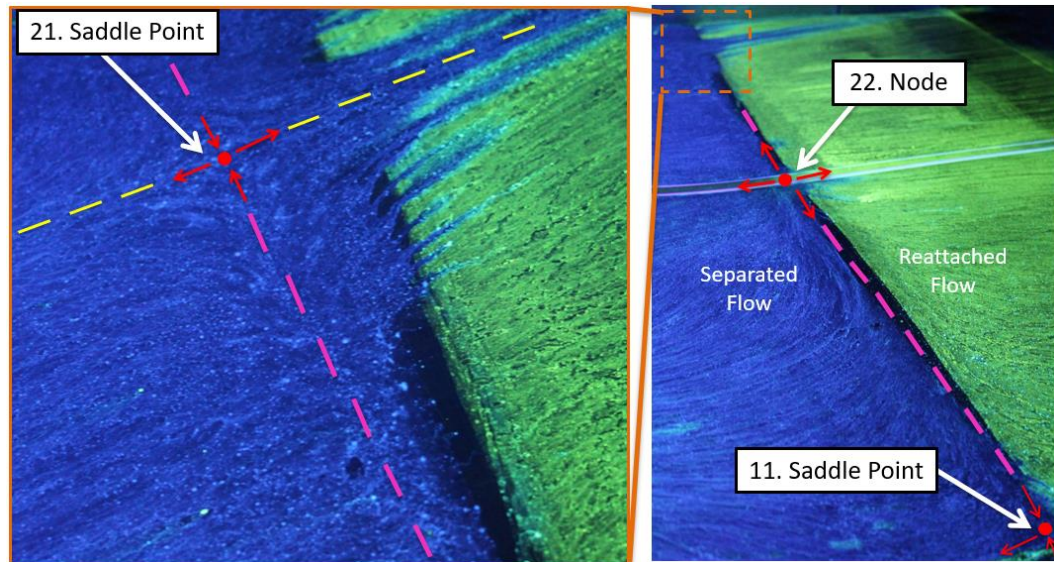 21. Saddle Point
22. Node
Separated
Flow
Reattached
Flow
11. Saddle Point